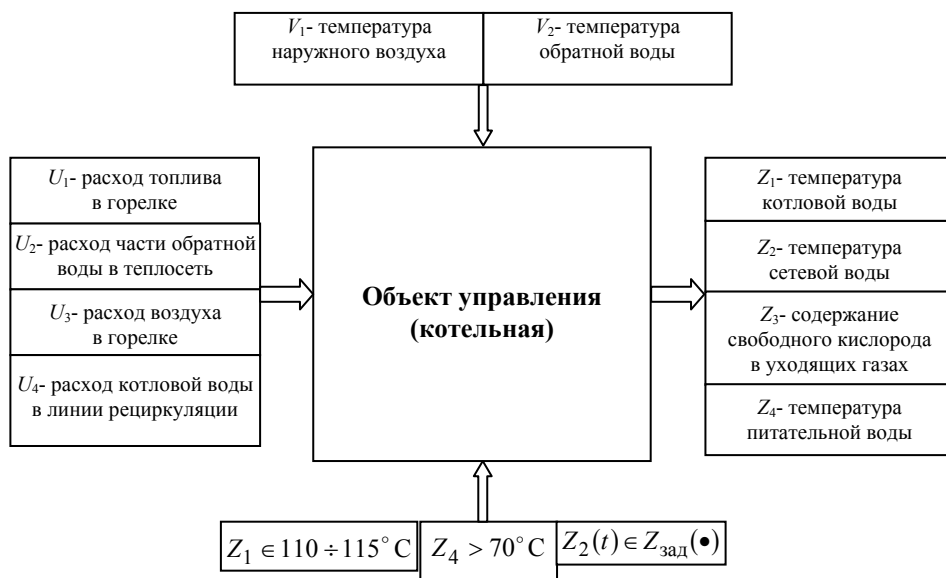 V₁- температура
наружного воздуха
V₂- температура
обратной воды
U₁- расход топлива
в горелке
U₂- расход части обратной
воды в теплосеть
U₃- расход воздуха
в горелке
U₄- расход котловой воды
в линии рециркуляции
Объект управления
(котельная)
Z₁- температура
котловой воды
Z₂- температура
сетевой воды
Z₃- содержание
свободного кислорода
в уходящих газах
Z₄- температура
питательной воды
Z₁ ∈ 110 ÷ 115° C
Z₄ > 70° C
Z₂(t) ∈ Zзад(•)